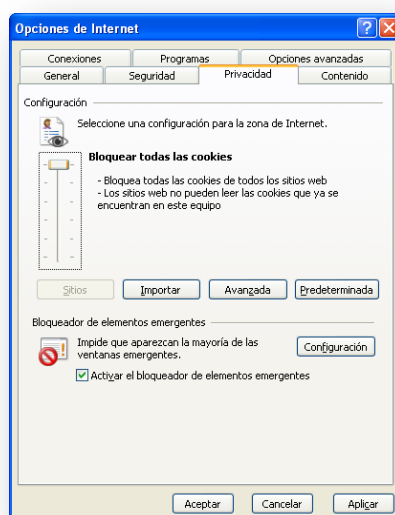 Opciones de Internet
Conexiones Programas Opciones avanzadas
General Seguridad Privacidad Contenido
Configuración
Seleccione una configuración para la zona de Internet.
Bloquear todas las cookies
- Bloquea todas las cookies de todos los sitios web
- Los sitios web no pueden leer las cookies que ya se
encuentran en este equipo
Sitios Importar Avanzada Predeterminada
Bloqueador de elementos emergentes
Impide que aparezcan la mayoría de las
ventanas emergentes.
Configuración
Activar el bloqueador de elementos emergentes
Aceptar Cancelar Aplicar